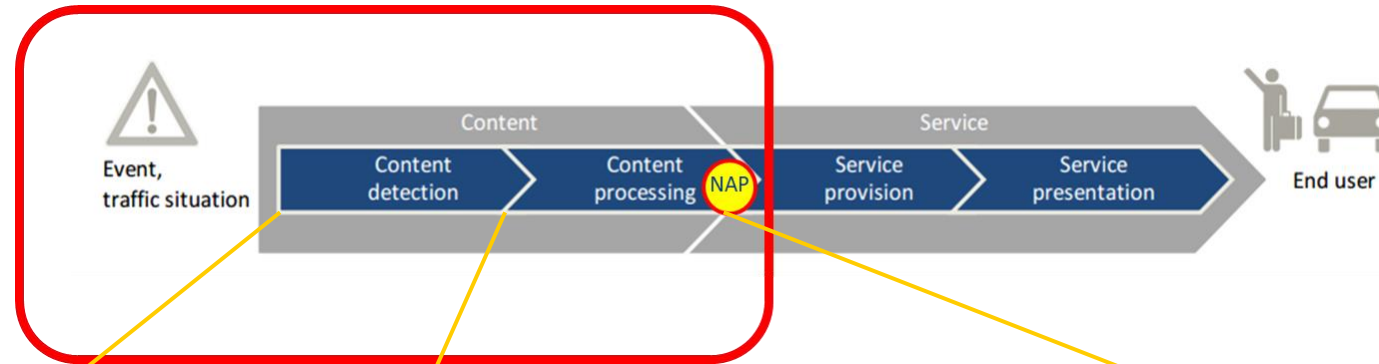 Content
Service
Event,
traffic situation
Content
detection
Content
processing
NAP
Service
provision
Service
presentation
End user